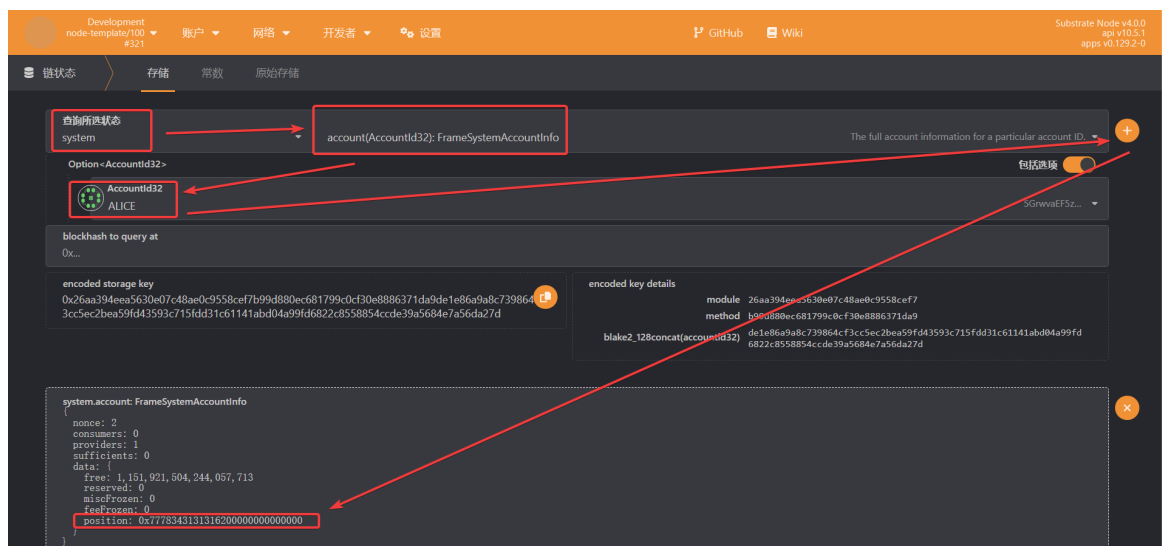 Development
node-template/100
#321
账户
网络
开发者
设置
GitHub
Wiki
Substrate Node v4.0.0
api v10.5.1
apps v0.129.2-0
链状态
存储
常数
原始存储
查询所选状态
system
account(AccountId32): FrameSystemAccountInfo
The full account information for a particular account ID.
Option<AccountId32>
包括选项
AccountId32
ALICE
5GrwvaEF5z...
blockhash to query at
0x...
encoded storage key
0x26aa394eea5630e07c48ae0c9558cef7b99d880ec681799c0cf30e8886371da9de1e86a9a8c739864
3cc5ec2bea59fd43593c715fdd31c61141abd04a99fd6822c8558854ccde39a5684e7a56da27d
encoded key details
module 26aa394eea5630e07c48ae0c9558cef7
method b99d880ec681799c0cf30e8886371da9
blake2_128concat(accountid32) de1e86a9a8c739864cf3cc5ec2bea59fd43593c715fdd31c61141abd04a99fd
6822c8558854ccde39a5684e7a56da27d
system.account: FrameSystemAccountInfo
{
nonce: 2
consumers: 0
providers: 1
sufficients: 0
data: {
free: 1,151,921,504,244,057,713
reserved: 0
miscFrozen: 0
feeFrozen: 0
position: 0x77783431313162000000000000000
}
}